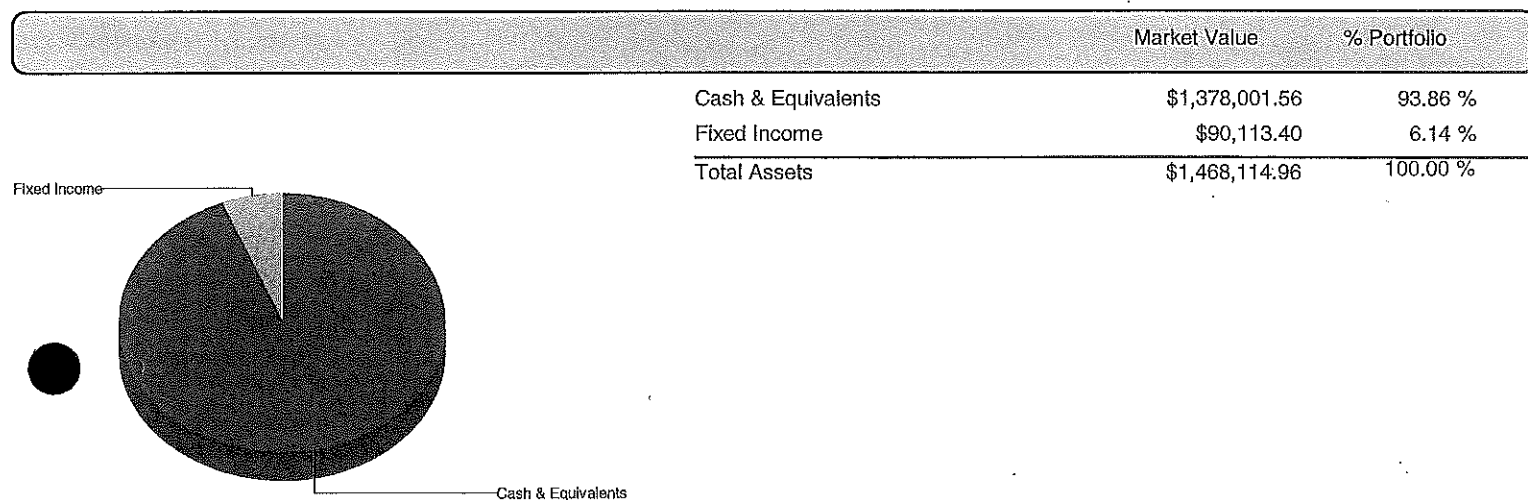 Market Value % Portfolio
Cash & Equivalents $1,378,001.56 93.86 %
Fixed Income $90,113.40 6.14 %
Total Assets $1,468,114.96 100.00 %
Fixed Income
Cash & Equivalents